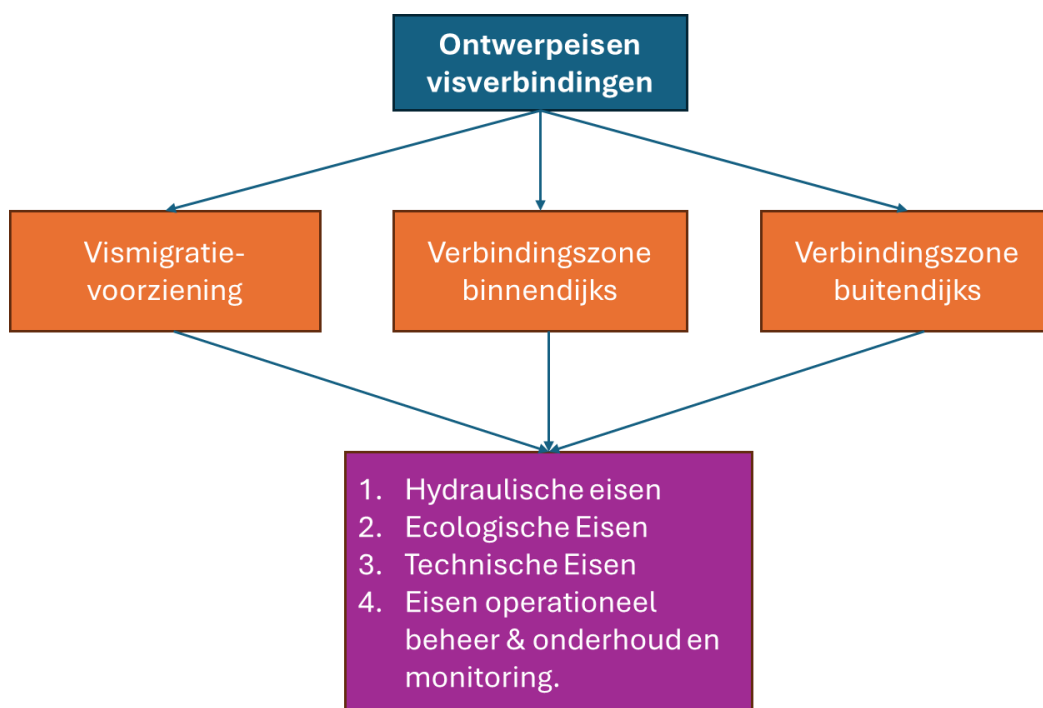 Ontwerpeisen
visverbindingen
Vismigratie-
voorziening
Verbindingszone
binnendijks
Verbindingszone
buitendijks
1. Hydraulische eisen
2. Ecologische Eisen
3. Technische Eisen
4. Eisen operationeel
beheer & onderhoud en
monitoring.